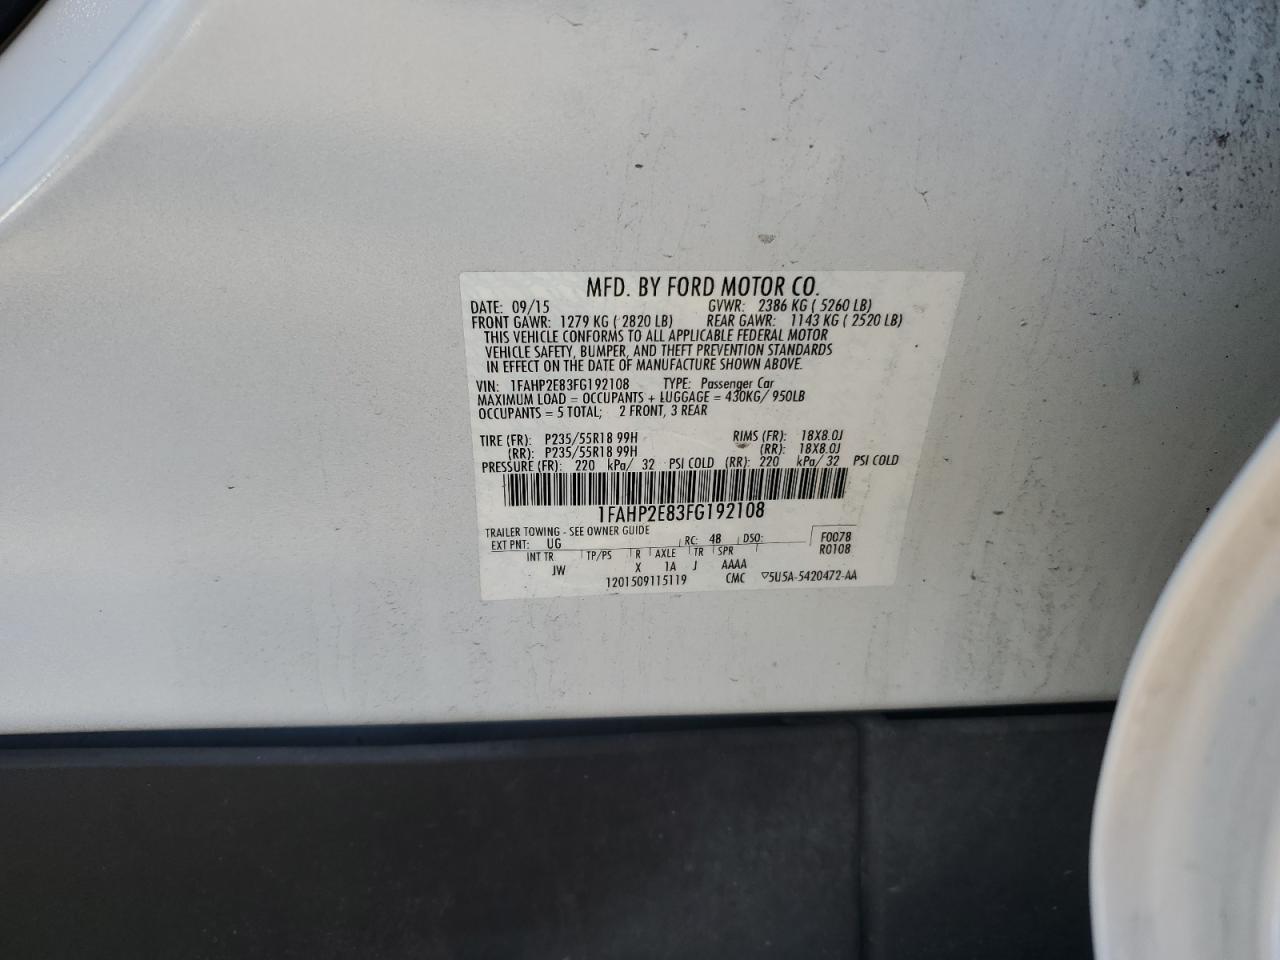 MFD. BY FORD MOTOR CO.
DATE: 09/15 GVWR: 2386 KG ( 5260 LB)
FRONT GAWR: 1279 KG ( 2820 LB) REAR GAWR: 1143 KG ( 2520 LB)
THIS VEHICLE CONFORMS TO ALL APPLICABLE FEDERAL MOTOR
VEHICLE SAFETY, BUMPER, AND THEFT PREVENTION STANDARDS
IN EFFECT ON THE DATE OF MANUFACTURE SHOWN ABOVE.
VIN: 1FAHP2E83FG192108 TYPE: Passenger Car
MAXIMUM LOAD = OCCUPANTS + LUGGAGE = 430KG/ 950LB
OCCUPANTS = 5 TOTAL; 2 FRONT, 3 REAR
TIRE (FR): P235/55R18 99H RIMS (FR): 18X8.0J
(RR): P235/55R18 99H (RR): 18X8.0J
PRESSURE (FR): 220 kPa/ 32 PSI COLD (RR): 220 kPa/ 32 PSI COLD
1FAHP2E83FG192108
TRAILER TOWING - SEE OWNER GUIDE
EXT PNT: UG RC: 48 DSO: F0078
INT TR TP/PS R AXLE TR SPR R0108
JW X 1A J AAAA
1201509115119 CMC ▽5U5A-5420472-AA